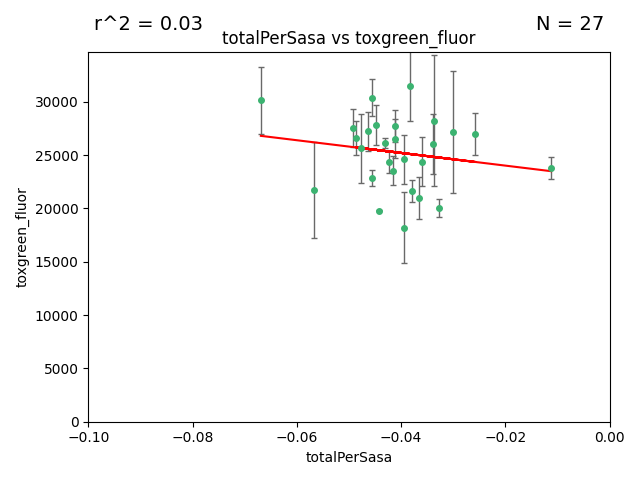 r^2 = 0.03
N = 27
totalPerSasa vs toxgreen_fluor
30000
25000
20000
15000
10000
5000
0
toxgreen_fluor
−0.10
−0.08
−0.06
−0.04
−0.02
0.00
totalPerSasa